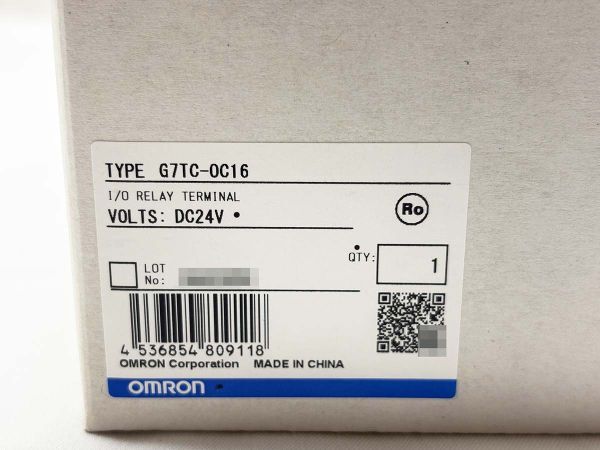 TYPE G7TC-OC16
I/O RELAY TERMINAL
VOLTS: DC24V
Ro
LOT
No:
QTY: 1
4 536854 809118
OMRON Corporation MADE IN CHINA
OMRON